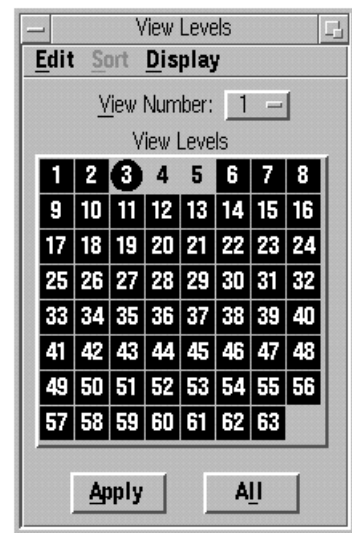 View Levels
Edit Sort Display
View Number: 1
View Levels
1 2 3 4 5 6 7 8
9 10 11 12 13 14 15 16
17 18 19 20 21 22 23 24
25 26 27 28 29 30 31 32
33 34 35 36 37 38 39 40
41 42 43 44 45 46 47 48
49 50 51 52 53 54 55 56
57 58 59 60 61 62 63
Apply All